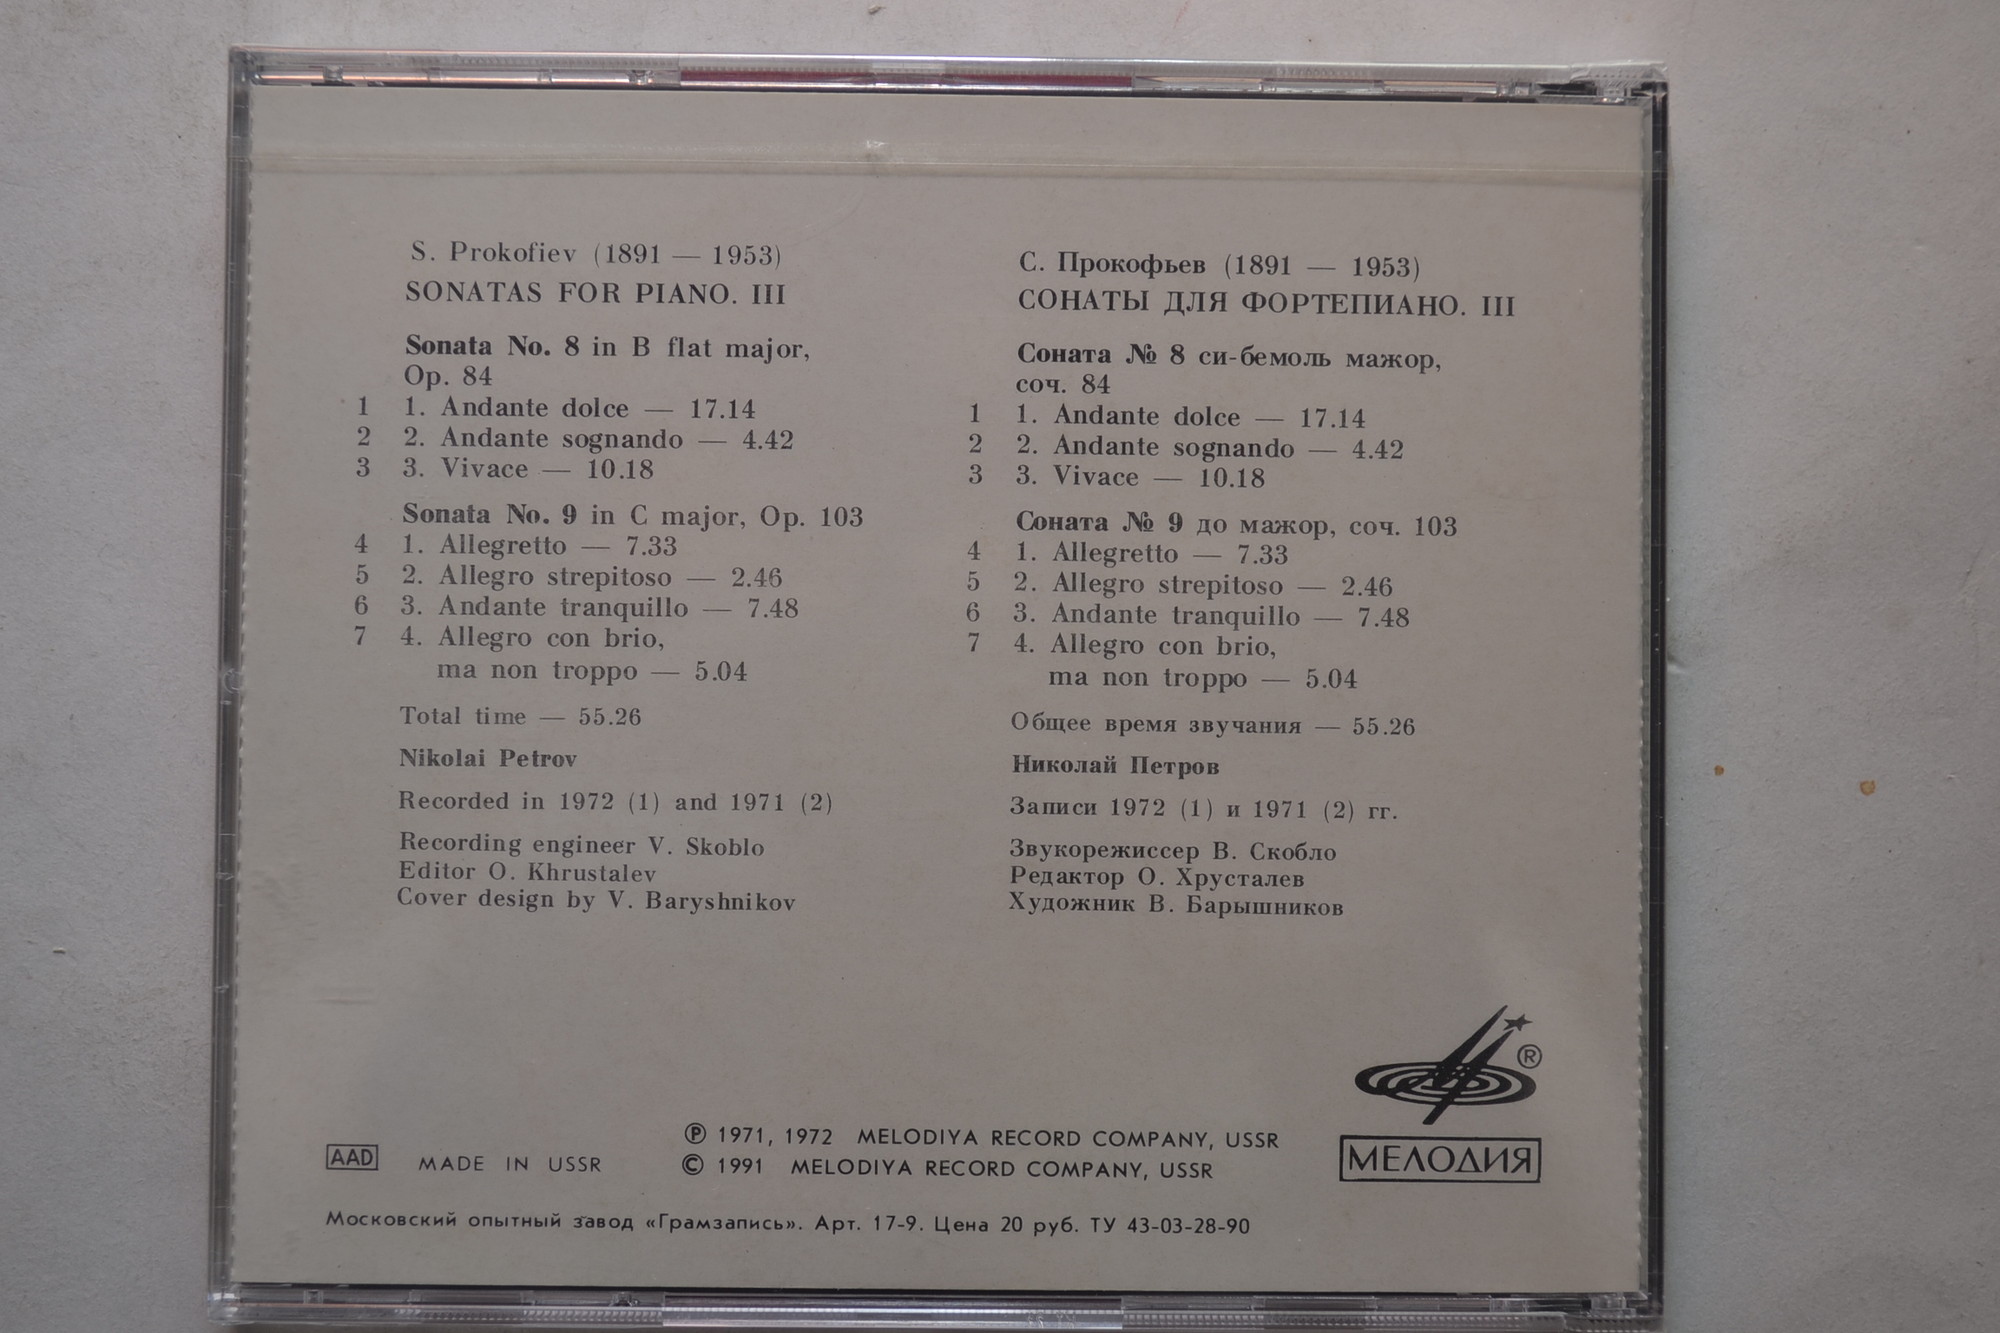 S. Prokofiev (1891 — 1953)
SONATAS FOR PIANO. III
Sonata No. 8 in B flat major,
Op. 84
1 1. Andante dolce — 17.14
2 2. Andante sognando — 4.42
3 3. Vivace — 10.18
Sonata No. 9 in C major, Op. 103
4 1. Allegretto — 7.33
5 2. Allegro strepitoso — 2.46
6 3. Andante tranquillo — 7.48
7 4. Allegro con brio,
ma non troppo — 5.04
Total time — 55.26
Nikolai Petrov
Recorded in 1972 (1) and 1971 (2)
Recording engineer V. Skoblo
Editor O. Khrustalev
Cover design by V. Baryshnikov
С. Прокофьев (1891 — 1953)
СОНАТЫ ДЛЯ ФОРТЕПИАНО. III
Соната № 8 си-бемоль мажор,
соч. 84
1 1. Andante dolce — 17.14
2 2. Andante sognando — 4.42
3 3. Vivace — 10.18
Соната № 9 до мажор, соч. 103
4 1. Allegretto — 7.33
5 2. Allegro strepitoso — 2.46
6 3. Andante tranquillo — 7.48
7 4. Allegro con brio,
ma non troppo — 5.04
Общее время звучания — 55.26
Николай Петров
Записи 1972 (1) и 1971 (2) гг.
Звукорежиссер В. Скобло
Редактор О. Хрусталев
Художник В. Барышников
®
МЕЛОДИЯ
AAD MADE IN USSR
℗ 1971, 1972 MELODIYA RECORD COMPANY, USSR
© 1991 MELODIYA RECORD COMPANY, USSR
Московский опытный завод «Грамзапись». Арт. 17-9. Цена 20 руб. ТУ 43-03-28-90